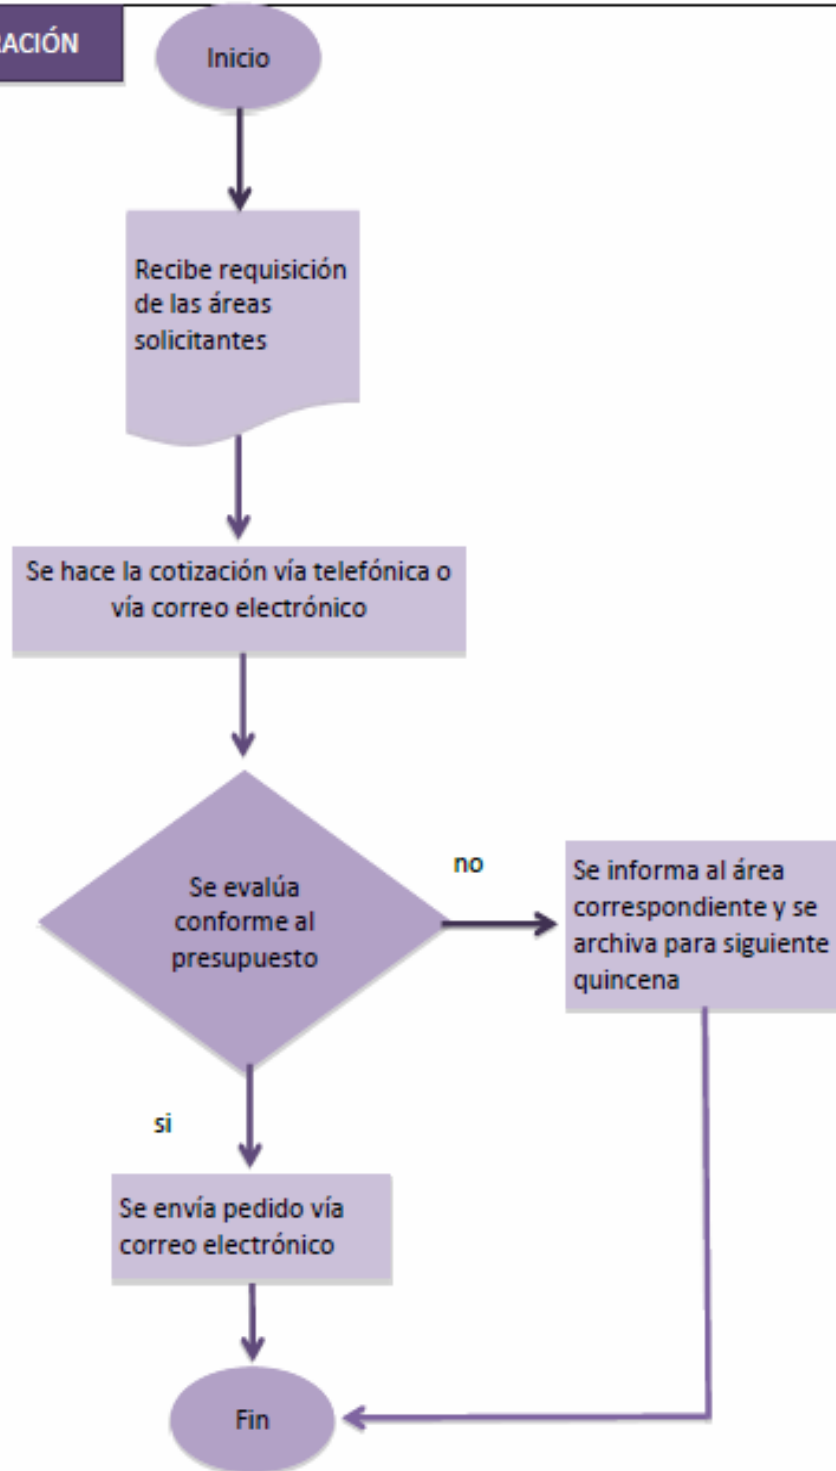 Inicio
Recibe requisición
de las áreas
solicitantes
Se hace la cotización vía telefónica o
vía correo electrónico
Se evalúa
conforme al
presupuesto
no
Se informa al área
correspondiente y se
archiva para siguiente
quincena
si
Se envía pedido vía
correo electrónico
Fin